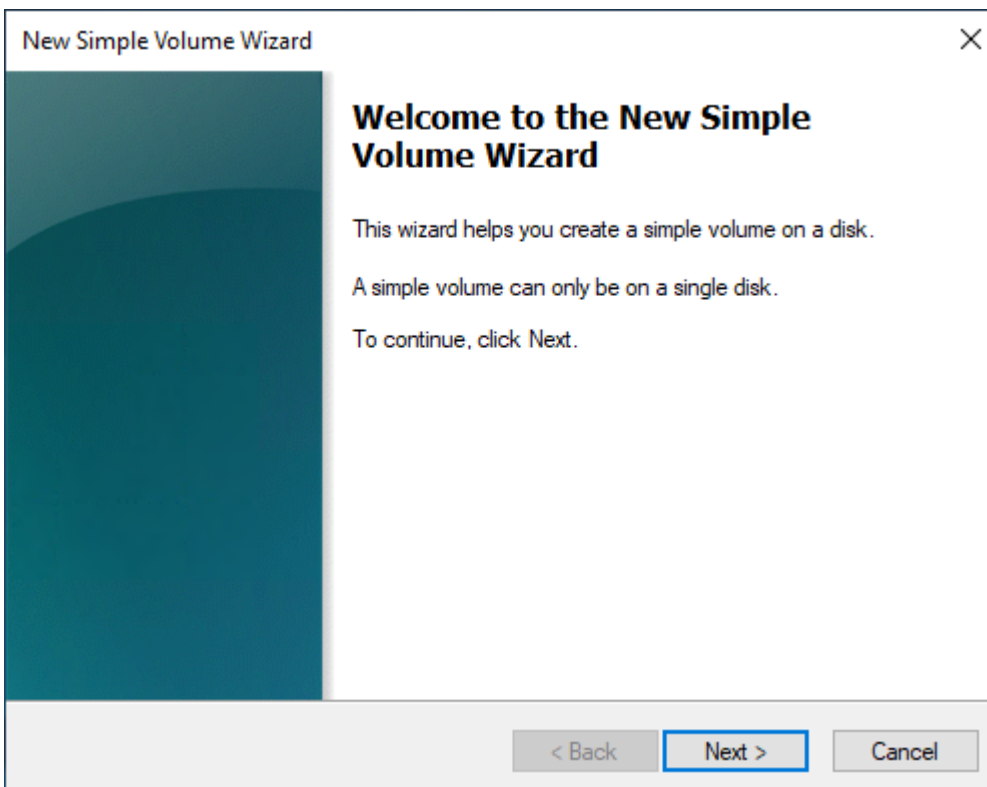 New Simple Volume Wizard
Welcome to the New Simple
Volume Wizard
This wizard helps you create a simple volume on a disk.
A simple volume can only be on a single disk.
To continue, click Next.
< Back
Next >
Cancel